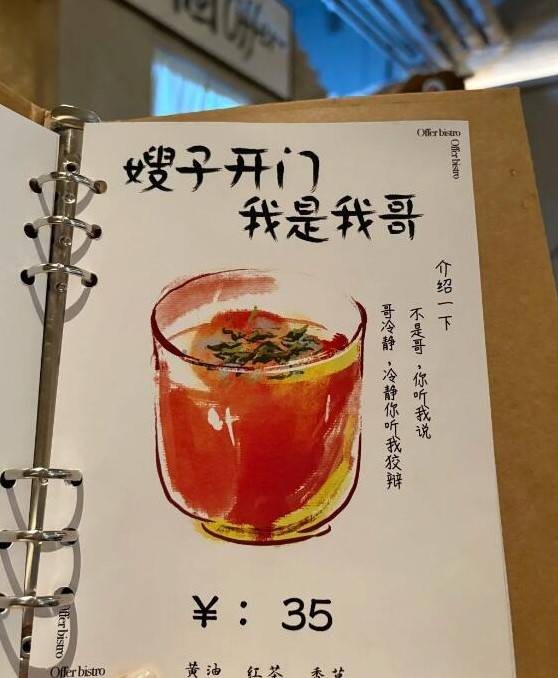 Offer
Offer bistro
Offer bistro
嫂子开门
我是我哥
介绍一下
不是哥，你听我说
哥冷静，冷静你听我狡辩
¥：35
Offer bistro
Offer bistro
黄油 红茶